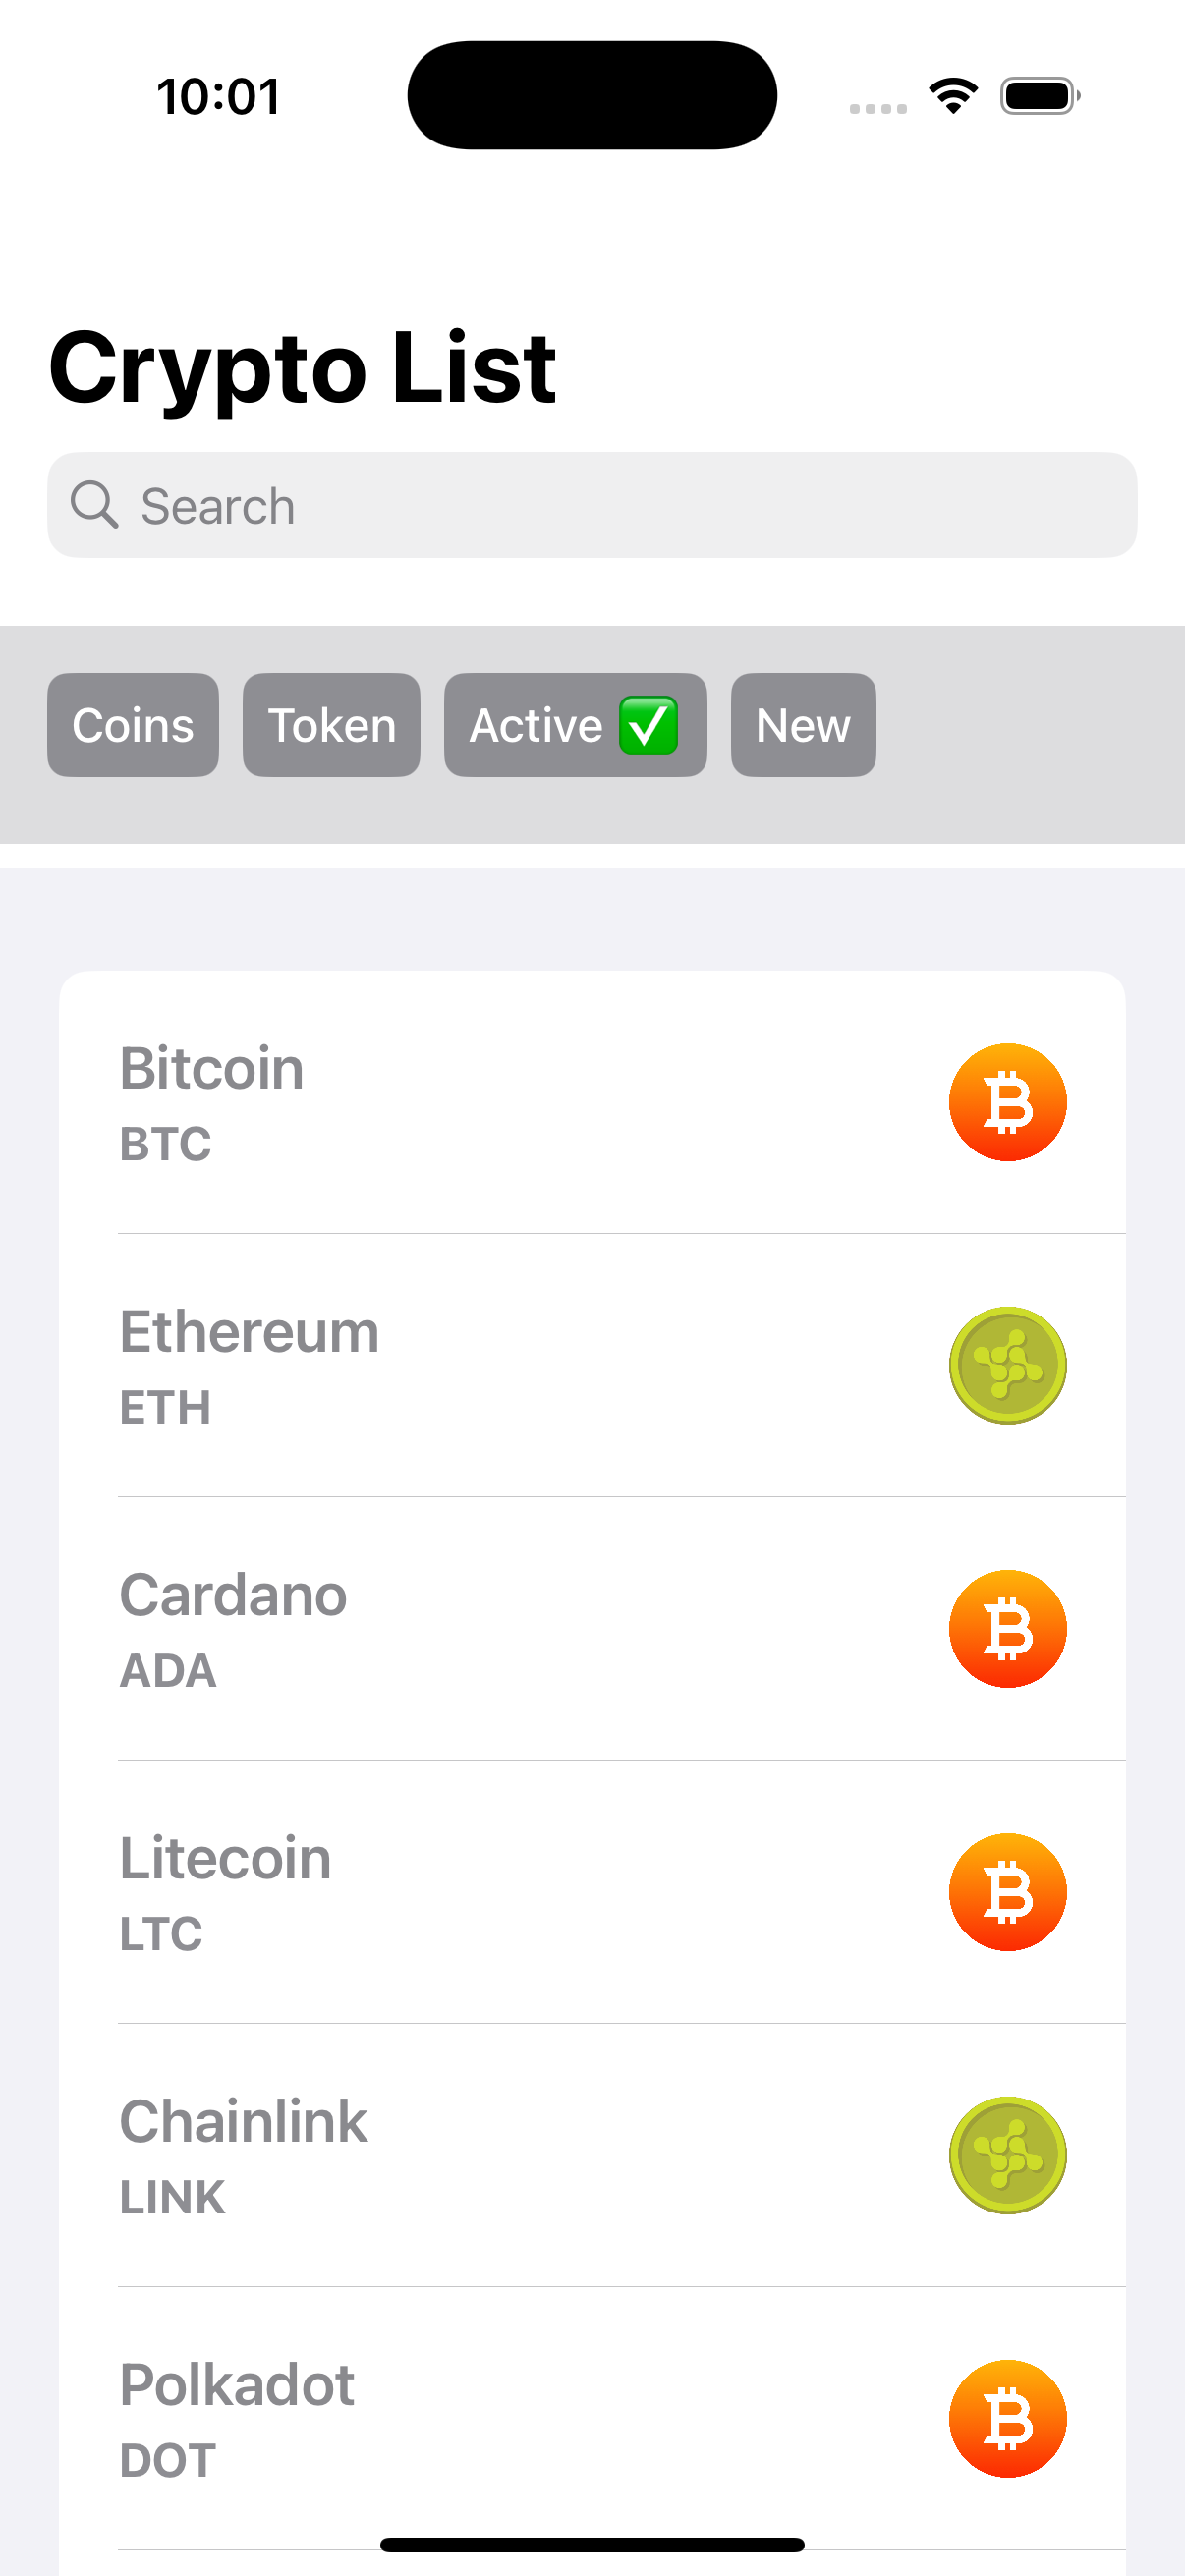 10:01
Crypto List
Search
Coins Token Active ✅ New
Bitcoin
BTC
Ethereum
ETH
Cardano
ADA
Litecoin
LTC
Chainlink
LINK
Polkadot
DOT